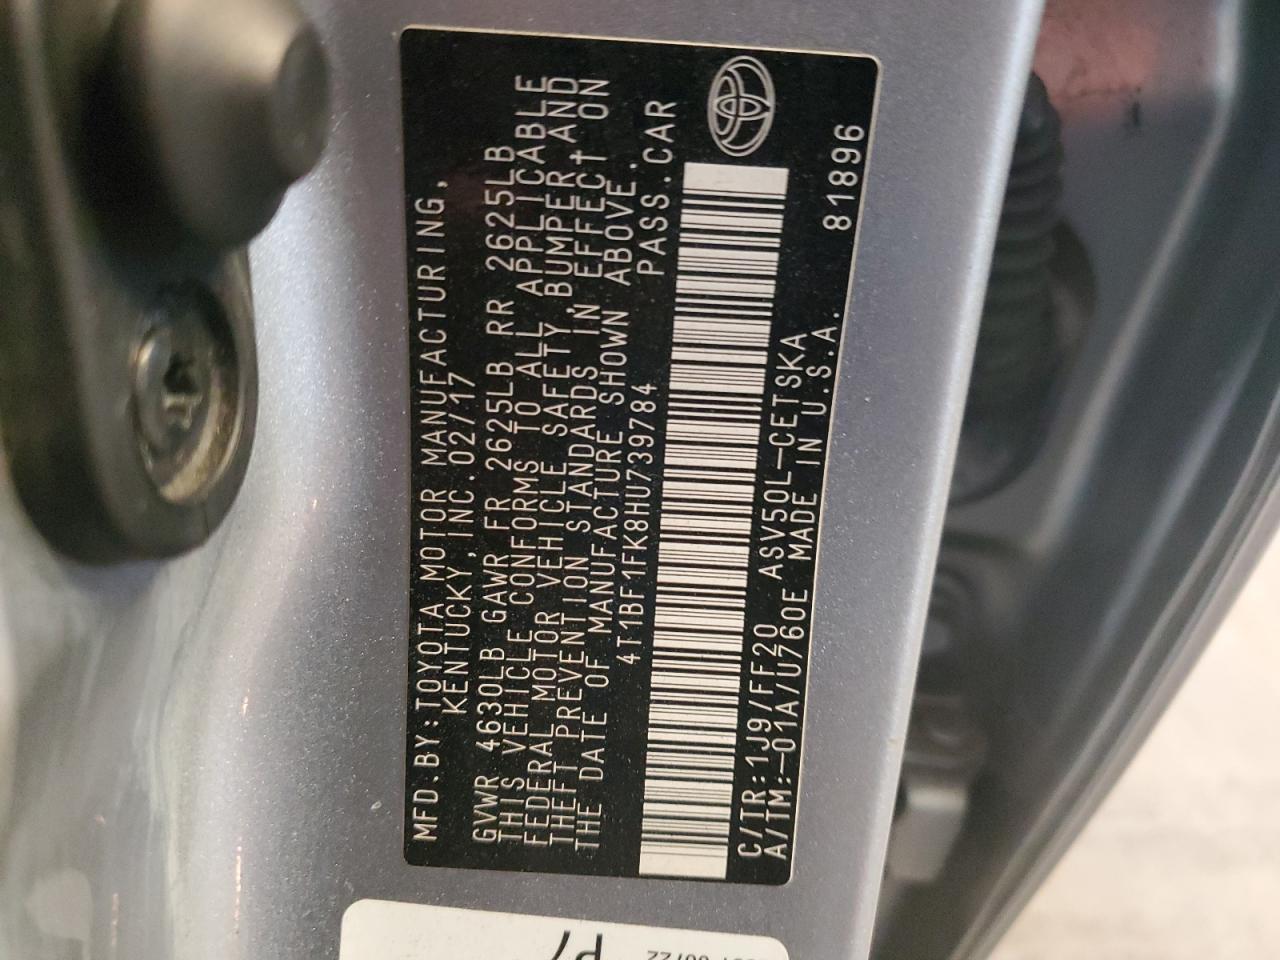 MFD.BY:TOYOTA MOTOR MANUFACTURING,
KENTUCKY,INC.02/17
GVWR 4630LB GAWR FR 2625LB RR 2625LB
THIS VEHICLE CONFORMS TO ALL APPLICABLE
FEDERAL MOTOR VEHICLE SAFETY,BUMPER,AND
THEFT PREVENTION STANDARDS IN EFFECT ON
THE DATE OF MANUFACTURE SHOWN ABOVE.
4T1BF1FK8HU739784 PASS.CAR
C/TR:1J9/FF20 ASV50L-CETSKA
A/TM:-01A/U760E MADE IN U.S.A. 81896